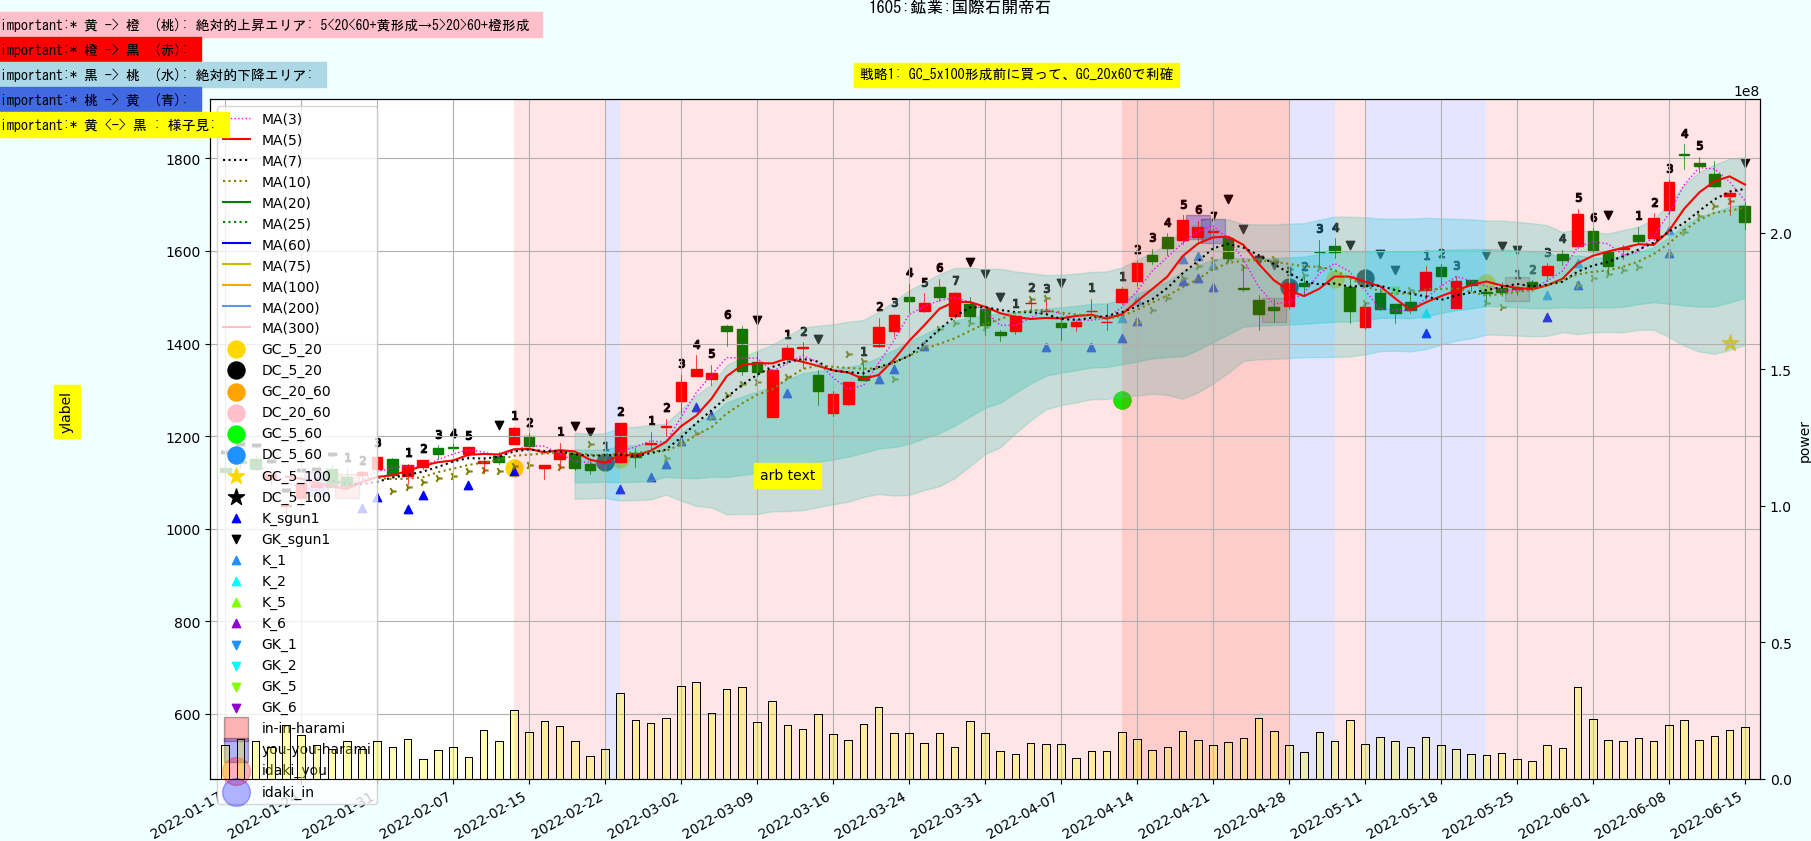 1605:鉱業:国際石開帝石
important:* 黄 -> 橙 （桃）: 絶対的上昇エリア: 5<20<60+黄形成→5>20>60+橙形成
important:* 橙 -> 黒 （赤）:
important:* 黒 -> 桃 （水）: 絶対的下降エリア:
戦略1: GC_5x100形成前に買って、GC_20x60で利確
important:* 桃 -> 黄 （青）:
important:* 黄 <-> 黒 : 様子見:
1e8
MA(3)
MA(5)
MA(7)
MA(10)
MA(20)
MA(25)
MA(60)
MA(75)
MA(100)
MA(200)
MA(300)
GC_5_20
DC_5_20
GC_20_60
DC_20_60
GC_5_60
DC_5_60
GC_5_100
DC_5_100
K_sgun1
GK_sgun1
K_1
K_2
K_5
K_6
GK_1
GK_2
GK_5
GK_6
in-in-harami
you-you-harami
idaki_you
idaki_in
1800
1600
1400
1200
1000
800
600
ylabel
arb text
2.0
1.5
1.0
0.5
0.0
power
2022-01-17
2022-01-31
2022-02-07
2022-02-15
2022-02-22
2022-03-02
2022-03-09
2022-03-16
2022-03-24
2022-03-31
2022-04-07
2022-04-14
2022-04-21
2022-04-28
2022-05-11
2022-05-18
2022-05-25
2022-06-01
2022-06-08
2022-06-15